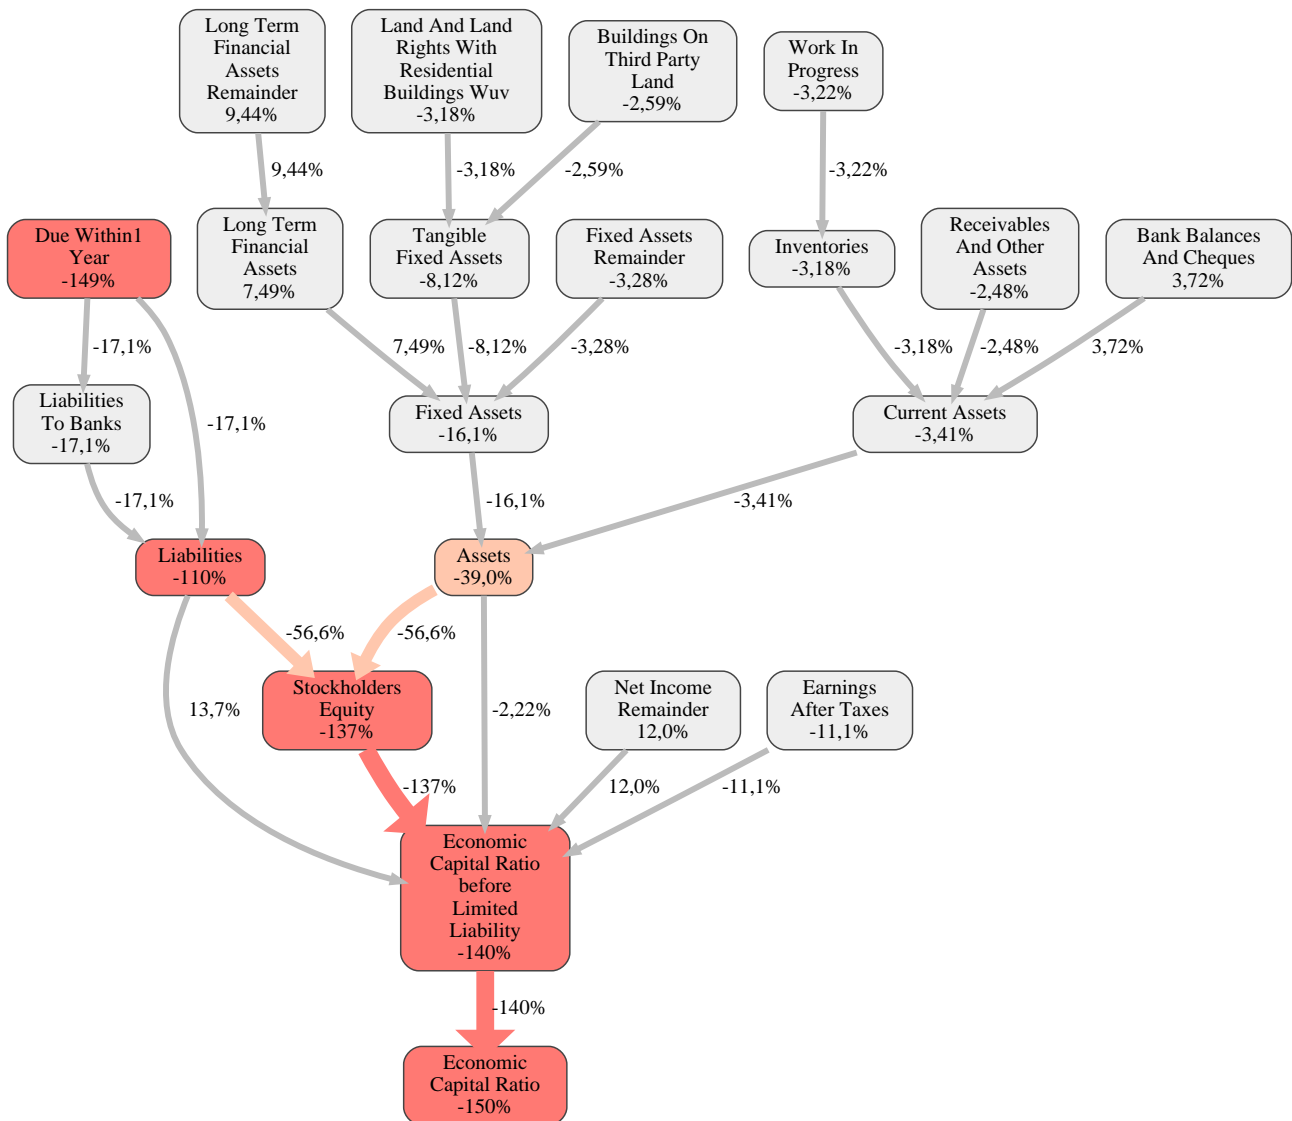 Long Term
Financial
Assets
Remainder
9,44%
Land And Land
Rights With
Residential
Buildings Wuv
-3,18%
Buildings On
Third Party
Land
-2,59%
Work In
Progress
-3,22%
9,44%
-3,18%
-2,59%
-3,22%
Due Within1
Year
-149%
Long Term
Financial
Assets
7,49%
Tangible
Fixed Assets
-8,12%
Fixed Assets
Remainder
-3,28%
Inventories
-3,18%
Receivables
And Other
Assets
-2,48%
Bank Balances
And Cheques
3,72%
-17,1%
7,49%
-8,12%
-3,28%
-3,18%
-2,48%
3,72%
Liabilities
To Banks
-17,1%
-17,1%
Fixed Assets
-16,1%
Current Assets
-3,41%
-17,1%
-16,1%
-3,41%
Liabilities
-110%
Assets
-39,0%
-56,6%
-56,6%
13,7%
Stockholders
Equity
-137%
-2,22%
Net Income
Remainder
12,0%
Earnings
After Taxes
-11,1%
-137%
12,0%
-11,1%
Economic
Capital Ratio
before
Limited
Liability
-140%
-140%
Economic
Capital Ratio
-150%